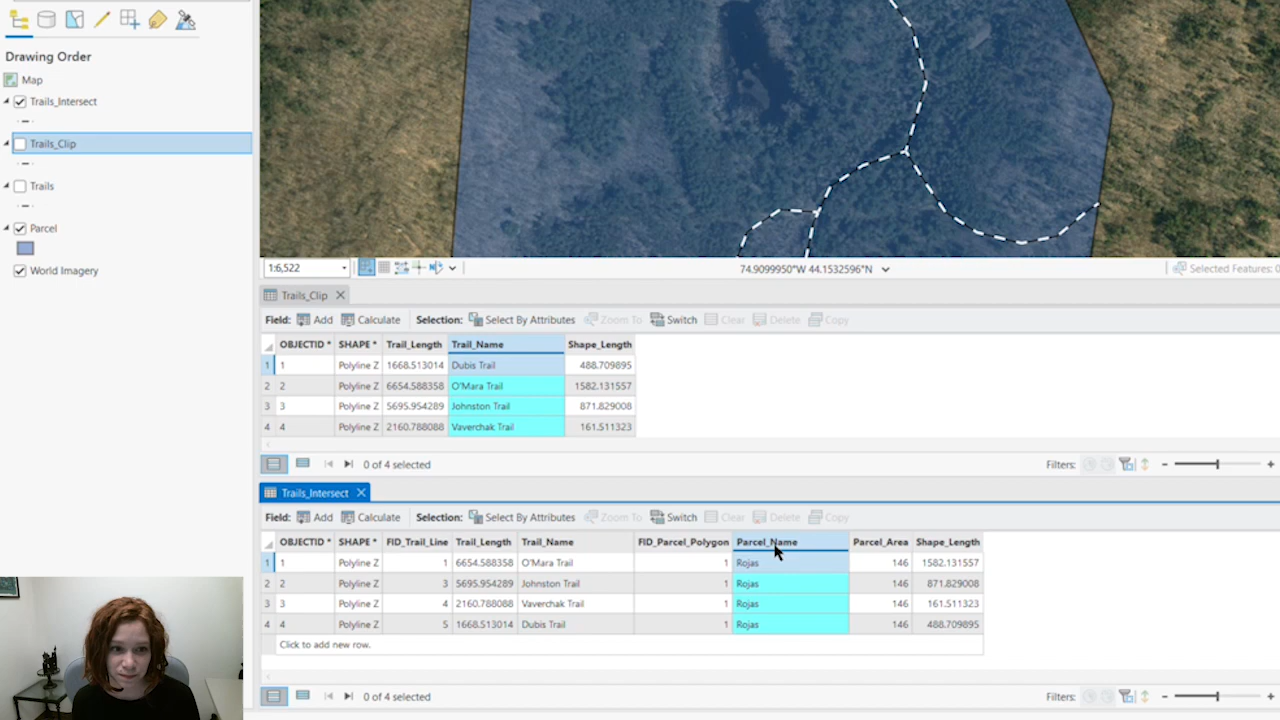 Drawing Order
Map
Trails_Intersect
Trails_Clip
Trails
Parcel
World Imagery
1:6,522
74.9099950°W 44.1532596°N
Selected Features: 0
Trails_Clip
Field: Add Calculate Selection: Select By Attributes Zoom To Switch Clear Delete Copy
OBJECTID * SHAPE * Trail_Length Trail_Name Shape_Length
1 1 Polyline Z 1668.513014 Dubis Trail 488.709895
2 2 Polyline Z 6654.588358 O'Mara Trail 1582.131557
3 3 Polyline Z 5695.954289 Johnston Trail 871.829008
4 4 Polyline Z 2160.788088 Vaverchak Trail 161.511323
0 of 4 selected
Filters:
Trails_Intersect
Field: Add Calculate Selection: Select By Attributes Zoom To Switch Clear Delete Copy
OBJECTID * SHAPE * FID_Trail_Line Trail_Length Trail_Name FID_Parcel_Polygon Parcel_Name Parcel_Area Shape_Length
1 1 Polyline Z 1 6654.588358 O'Mara Trail 1 Rojas 146 1582.131557
2 2 Polyline Z 3 5695.954289 Johnston Trail 1 Rojas 146 871.829008
3 3 Polyline Z 4 2160.788088 Vaverchak Trail 1 Rojas 146 161.511323
4 4 Polyline Z 5 1668.513014 Dubis Trail 1 Rojas 146 488.709895
Click to add new row.
0 of 4 selected
Filters: